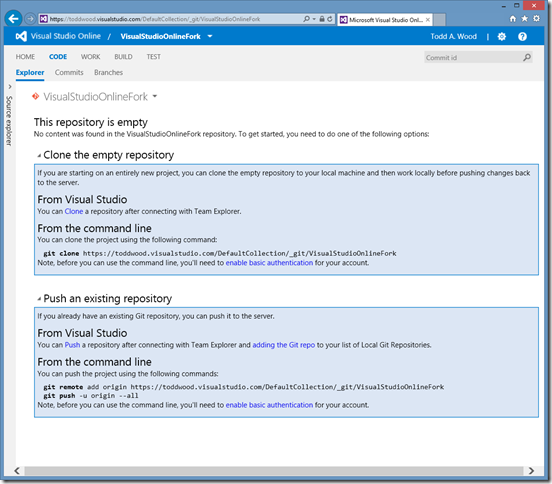 https://toddwood.visualstudio.com/DefaultCollection/_git/VisualStudioOnlineFork
Microsoft Visual Studio Onl...
Visual Studio Online / VisualStudioOnlineFork
Todd A. Wood
HOME CODE WORK BUILD TEST
Commit id
Explorer Commits Branches
Source explorer
VisualStudioOnlineFork
This repository is empty
No content was found in the VisualStudioOnlineFork repository. To get started, you need to do one of the following options:
Clone the empty repository
If you are starting on an entirely new project, you can clone the empty repository to your local machine and then work locally before pushing changes back
to the server.
From Visual Studio
You can Clone a repository after connecting with Team Explorer.
From the command line
You can clone the project using the following command:
git clone https://toddwood.visualstudio.com/DefaultCollection/_git/VisualStudioOnlineFork
Note, before you can use the command line, you'll need to enable basic authentication for your account.
Push an existing repository
If you already have an existing Git repository, you can push it to the server.
From Visual Studio
You can Push a repository after connecting with Team Explorer and adding the Git repo to your list of Local Git Repositories.
From the command line
You can push the project using the following commands:
git remote add origin https://toddwood.visualstudio.com/DefaultCollection/_git/VisualStudioOnlineFork
git push -u origin --all
Note, before you can use the command line, you'll need to enable basic authentication for your account.